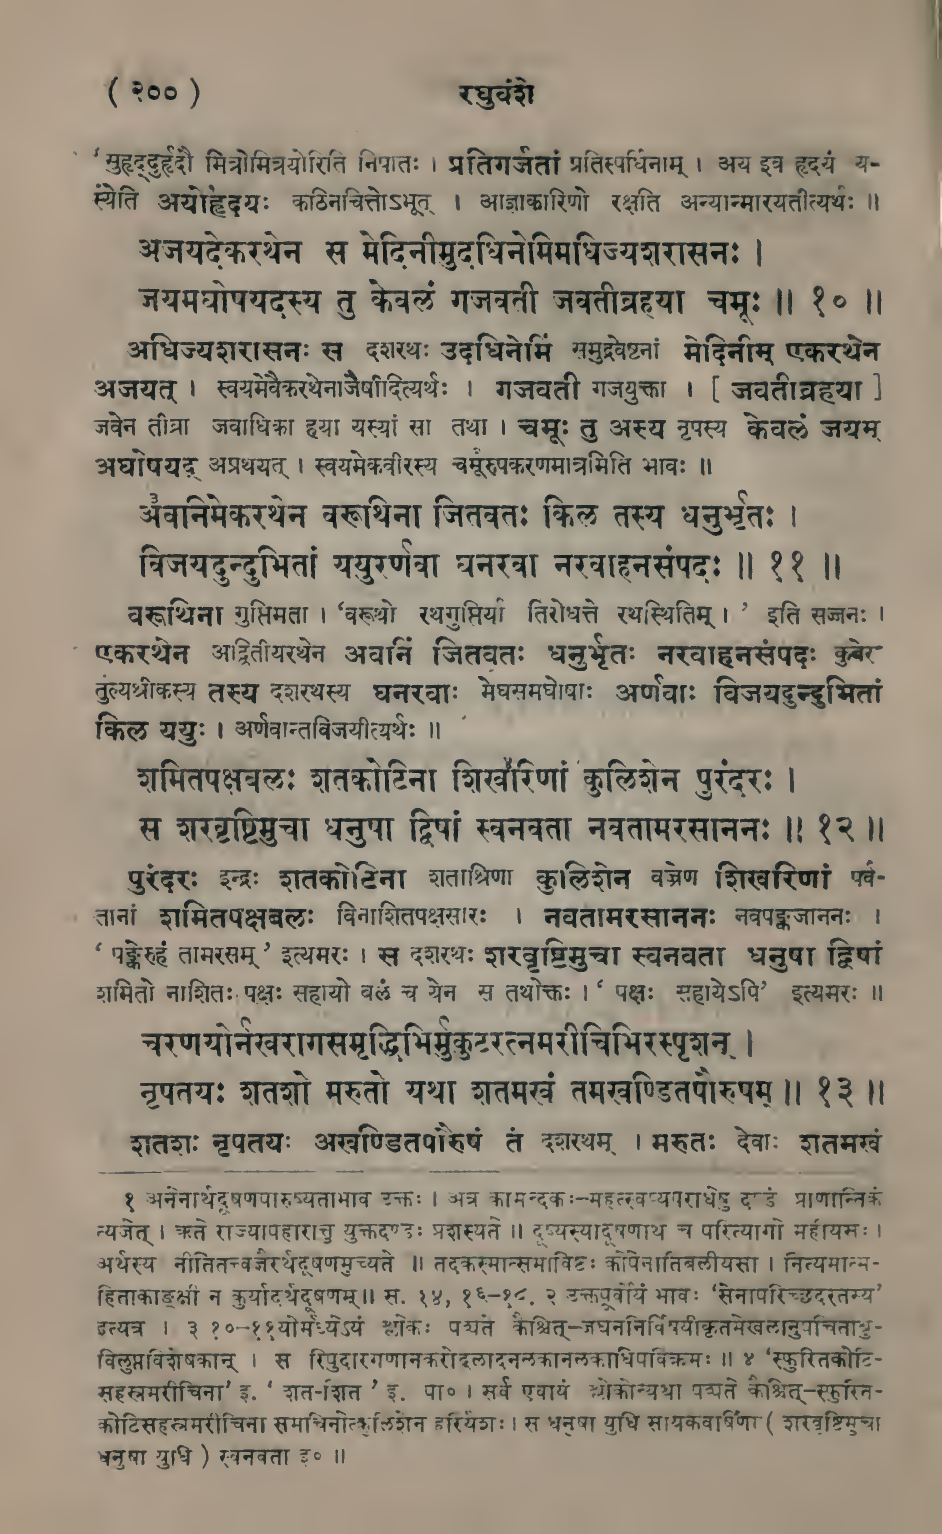 ( २०० ) रघुवंशे
'सुहृद्दुर्हृदौ मित्रामित्रयोरिति निपातः । प्रतिगर्जतां प्रतिस्पर्धिनाम् । अय इव हृदयं य-
स्येति अयोहृदयः कठिनचित्तोऽभूत् । आज्ञाकारिणो रक्षति अन्यान्मारयतीत्यर्थः ॥
अजयदेकरथेन स मेदिनीमुदधिनेमिमधिज्यशरासनः ।
जयमघोषयदस्य तु केवलं गजवती जवतीव्रहया चमूः ॥ १० ॥
अधिज्यशरासनः स दशरथः उदधिनेमिं समुद्रवेष्टनां मेदिनीम् एकरथेन
अजयत् । स्वयमेवैकरथेनाजैषीदित्यर्थः । गजवती गजयुक्ता । [ जवतीव्रहया ]
जवेन तीव्रा जवाधिका हया यस्यां सा तथा । चमूः तु अस्य नृपस्य केवलं जयम्
अघोषयद् अप्रथयत् । स्वयमेकवीरस्य चमूरुपकरणमात्रमिति भावः ॥
अवनिमेकरथेन वरूथिना जितवतः किल तस्य धनुर्भृतः ।
विजयदुन्दुभितां ययुरर्णवा घनरवा नरवाहनसंपदः ॥ ११ ॥
वरूथिना गुप्तिमता । 'वरूथो रथगुप्तिर्या तिरोधत्ते रथस्थितिम् । ' इति सज्जनः ।
एकरथेन अद्वितीयरथेन अवनिं जितवतः धनुर्भृतः नरवाहनसंपदः कुबेर
तुल्यश्रीकस्य तस्य दशरथस्य घनरवाः मेघसमघोषाः अर्णवाः विजयदुन्दुभितां
किल ययुः । अर्णवान्तविजयीत्यर्थः ॥
शमितपक्षबलः शतकोटिना शिखरिणां कुलिशेन पुरंदरः ।
स शरवृष्टिमुचा धनुषा द्विषां स्वनवता नवतामरसाननः ॥ १२ ॥
पुरंदरः इन्द्रः शतकोटिना शताश्रिणा कुलिशेन वज्रेण शिखरिणां पर्व-
तानां शमितपक्षबलः विनाशितपक्षसारः । नवतामरसाननः नवपङ्कजाननः ।
' पङ्केरुहं तामरसम् ' इत्यमरः । स दशरथः शरवृष्टिमुचा स्वनवता धनुषा द्विषां
शमितो नाशितः पक्षः सहायो बलं च येन स तथोक्तः । ' पक्षः सहायेऽपि' इत्यमरः ॥
चरणयोर्नखरागसमृद्धिभिर्मुकुटरत्नमरीचिभिरस्पृशन् ।
नृपतयः शतशो मरुतो यथा शतमखं तमखण्डितपौरुषम् ॥ १३ ॥
शतशः नृपतयः अखण्डितपौरुषं तं दशरथम् । मरुतः देवाः शतमखं
१ अनेनार्थदूषणपारुष्यताभाव उक्तः । अत्र कामन्दकः-महत्स्वप्यपराधेषु दण्डं प्राणान्तिकं
त्यजेत् । ऋते राज्यापहारात्तु युक्तदण्डः प्रशस्यते ॥ दूष्यस्यादूषणार्थं च परित्यागो महीयसः ।
अर्थस्य नीतितत्त्वज्ञैरर्थदूषणमुच्यते ॥ तदकस्मात्समाविष्टः कोपेनातिबलीयसा । नित्यमात्म-
हिताकाङ्क्षी न कुर्यादर्थदूषणम्॥ स. १४, १६-१८. २ उक्तपूर्वोयं भावः 'सेनापरिच्छदस्तस्य'
इत्यत्र । ३ १०-११योर्मध्येऽयं श्लोकः पठ्यते कैश्चित्-जघननिर्विषयीकृतमेखलानुपचिताश्रु-
विलुप्तविशेषकान् । स रिपुदारगणानकरोद्बलादनलकानलकाधिपविक्रमः ॥ ४ 'स्फुरितकोटि-
सहस्रमरीचिना' इ. ' शत-शित ' इ. पा० । सर्व एवायं श्लोकोन्यथा पठ्यते कैश्चित्-स्फुरित-
कोटिसहस्रमरीचिना समचिनोत्कुलिशेन हरिर्यशः । स धनुषा युधि सायकवर्षिणा ( शरवृष्टिमुचा
धनुषा युधि ) स्वनवता इ० ॥